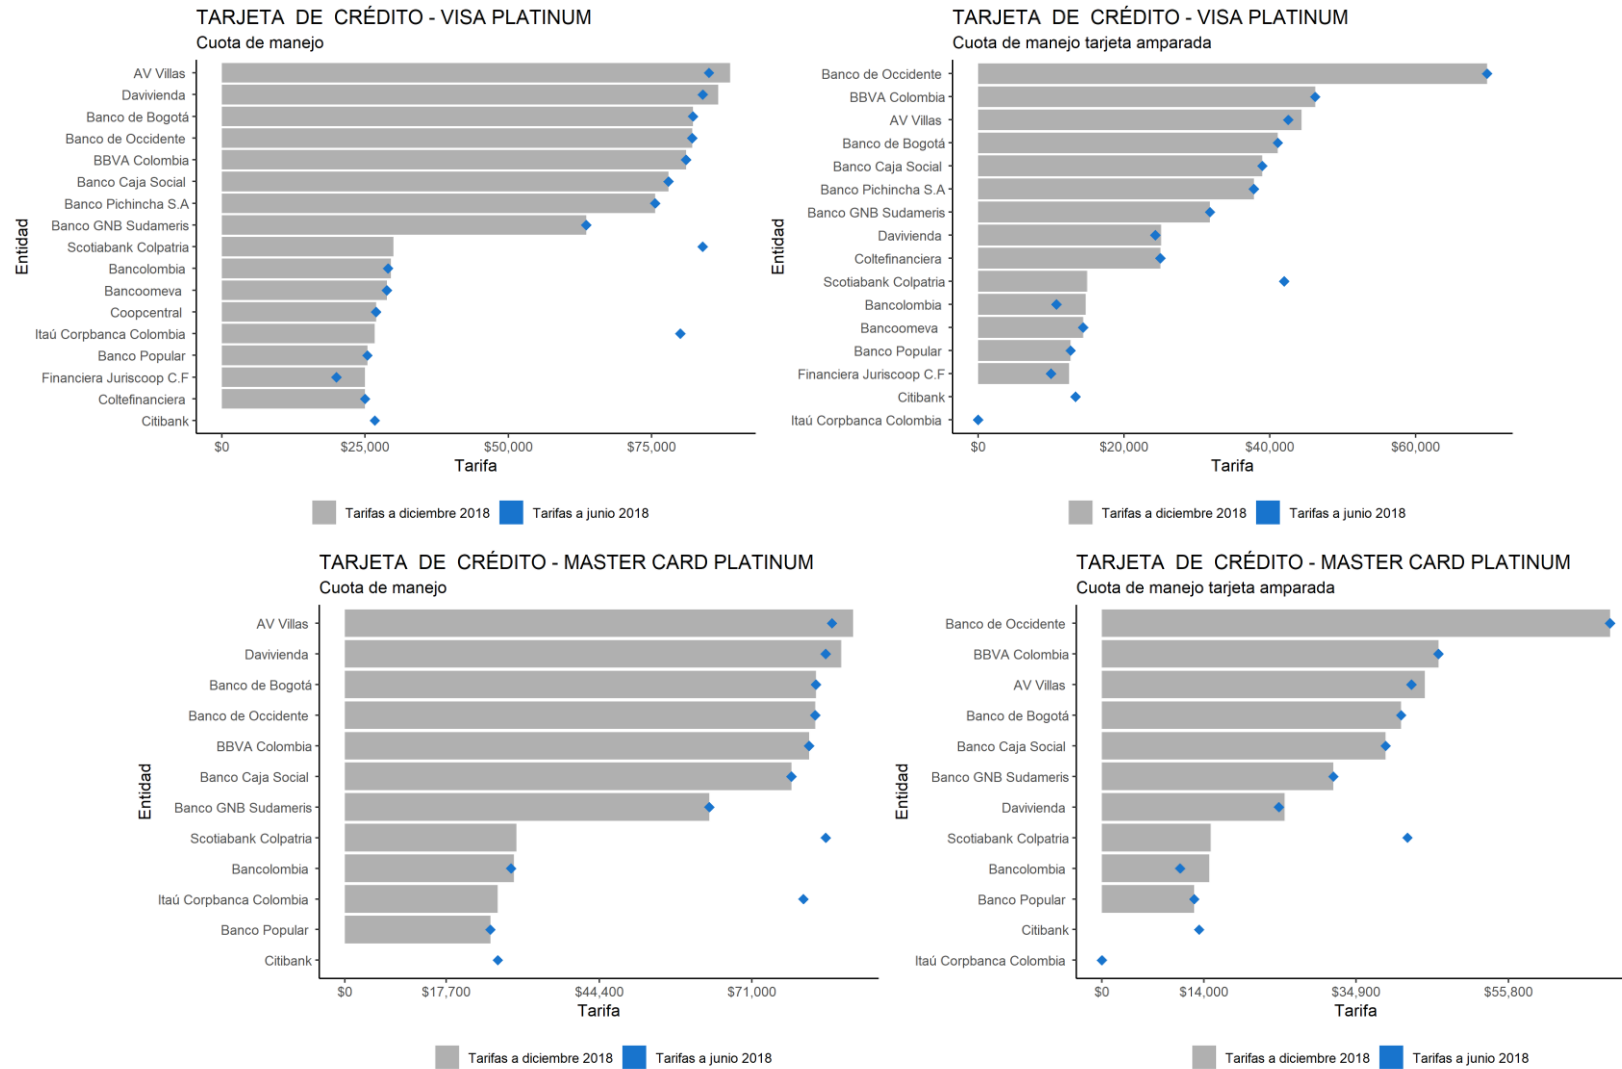 TARJETA DE CRÉDITO - VISA PLATINUM
Cuota de manejo
Entidad
AV Villas
Davivienda
Banco de Bogotá
Banco de Occidente
BBVA Colombia
Banco Caja Social
Banco Pichincha S.A
Banco GNB Sudameris
Scotiabank Colpatria
Bancolombia
Bancoomeva
Coopcentral
Itaú Corpbanca Colombia
Banco Popular
Financiera Juriscoop C.F
Coltefinanciera
Citibank
$0 $25,000 $50,000 $75,000
Tarifa
Tarifas a diciembre 2018 Tarifas a junio 2018
TARJETA DE CRÉDITO - VISA PLATINUM
Cuota de manejo tarjeta amparada
Entidad
Banco de Occidente
BBVA Colombia
AV Villas
Banco de Bogotá
Banco Caja Social
Banco Pichincha S.A
Banco GNB Sudameris
Davivienda
Coltefinanciera
Scotiabank Colpatria
Bancolombia
Bancoomeva
Banco Popular
Financiera Juriscoop C.F
Citibank
Itaú Corpbanca Colombia
$0 $20,000 $40,000 $60,000
Tarifa
Tarifas a diciembre 2018 Tarifas a junio 2018
TARJETA DE CRÉDITO - MASTER CARD PLATINUM
Cuota de manejo
Entidad
AV Villas
Davivienda
Banco de Bogotá
Banco de Occidente
BBVA Colombia
Banco Caja Social
Banco GNB Sudameris
Scotiabank Colpatria
Bancolombia
Itaú Corpbanca Colombia
Banco Popular
Citibank
$0 $17,700 $44,400 $71,000
Tarifa
Tarifas a diciembre 2018 Tarifas a junio 2018
TARJETA DE CRÉDITO - MASTER CARD PLATINUM
Cuota de manejo tarjeta amparada
Entidad
Banco de Occidente
BBVA Colombia
AV Villas
Banco de Bogotá
Banco Caja Social
Banco GNB Sudameris
Davivienda
Scotiabank Colpatria
Bancolombia
Banco Popular
Citibank
Itaú Corpbanca Colombia
$0 $14,000 $34,900 $55,800
Tarifa
Tarifas a diciembre 2018 Tarifas a junio 2018